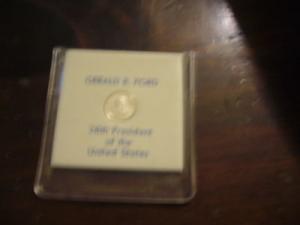 GERALD R. FORD
38th President
of the
United States